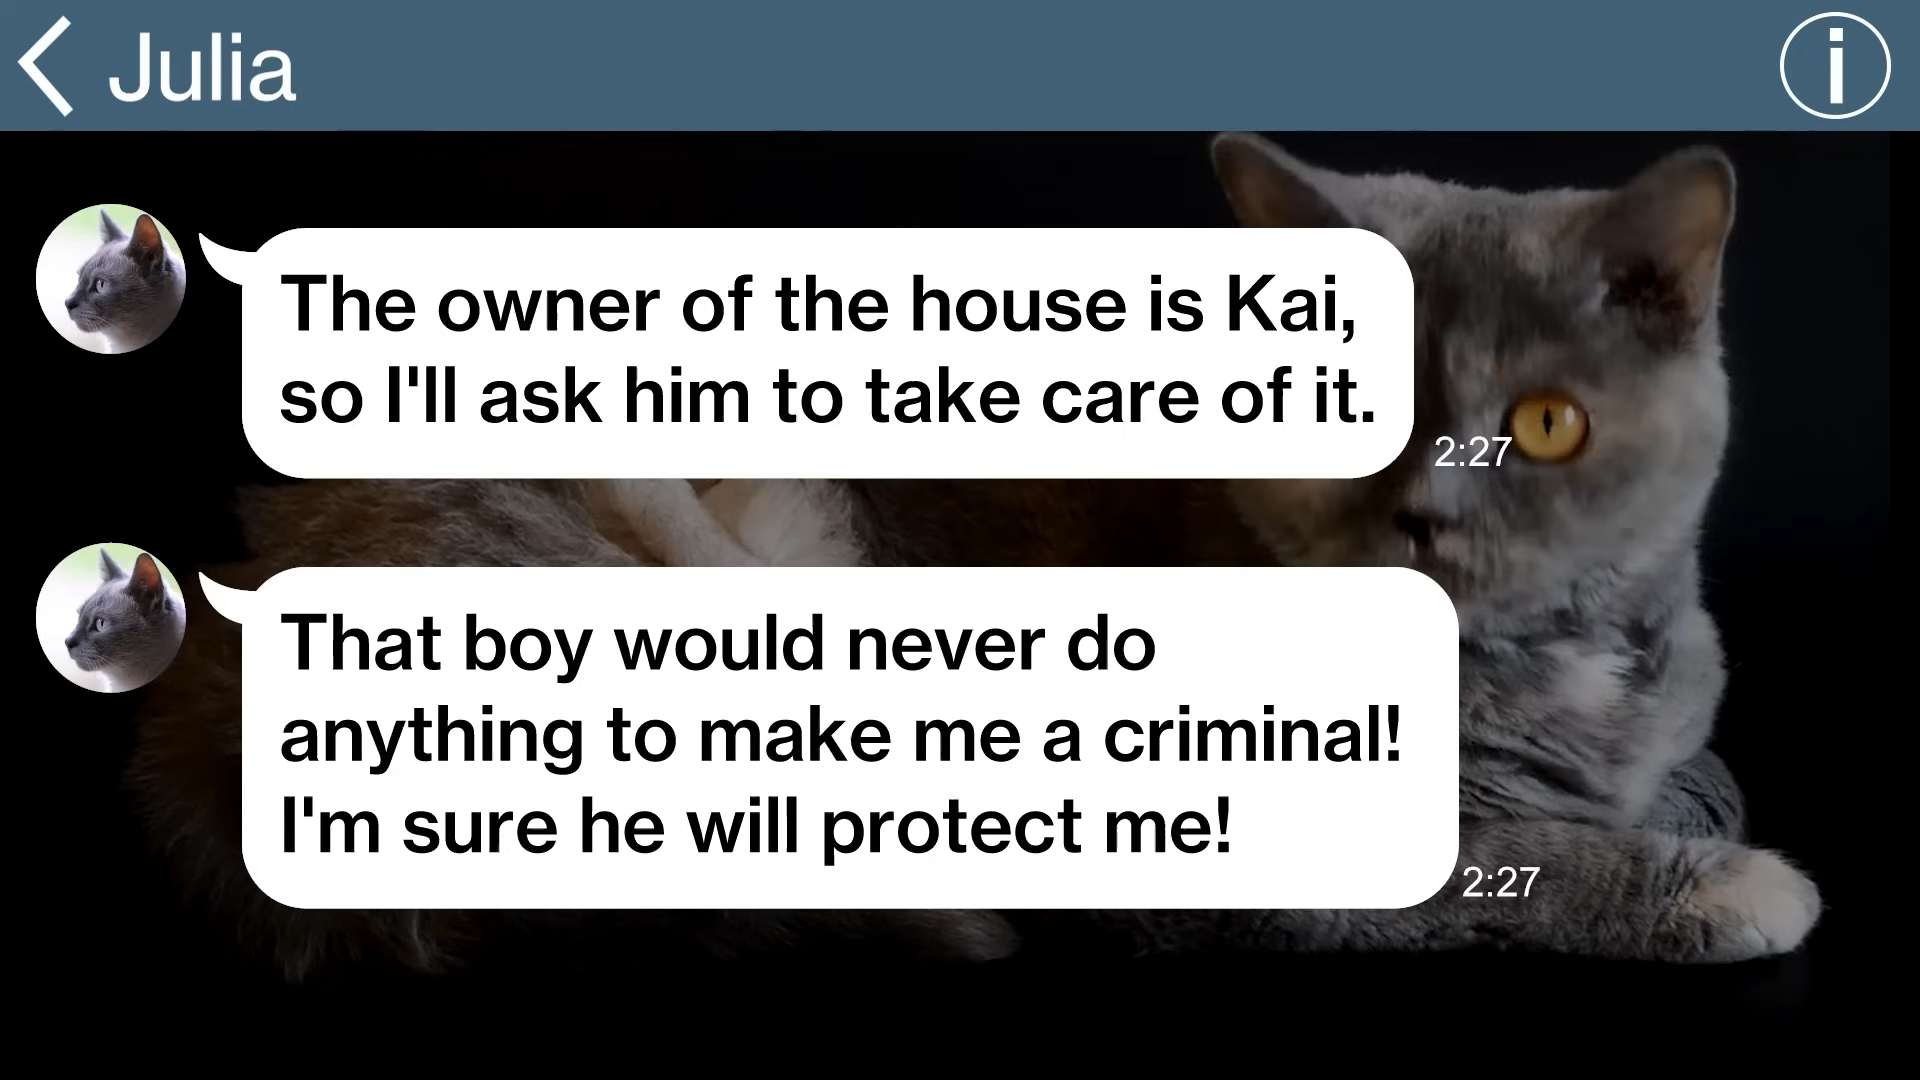 Julia
The owner of the house is Kai,
so I'll ask him to take care of it.
2:27
That boy would never do
anything to make me a criminal!
I'm sure he will protect me!
2:27